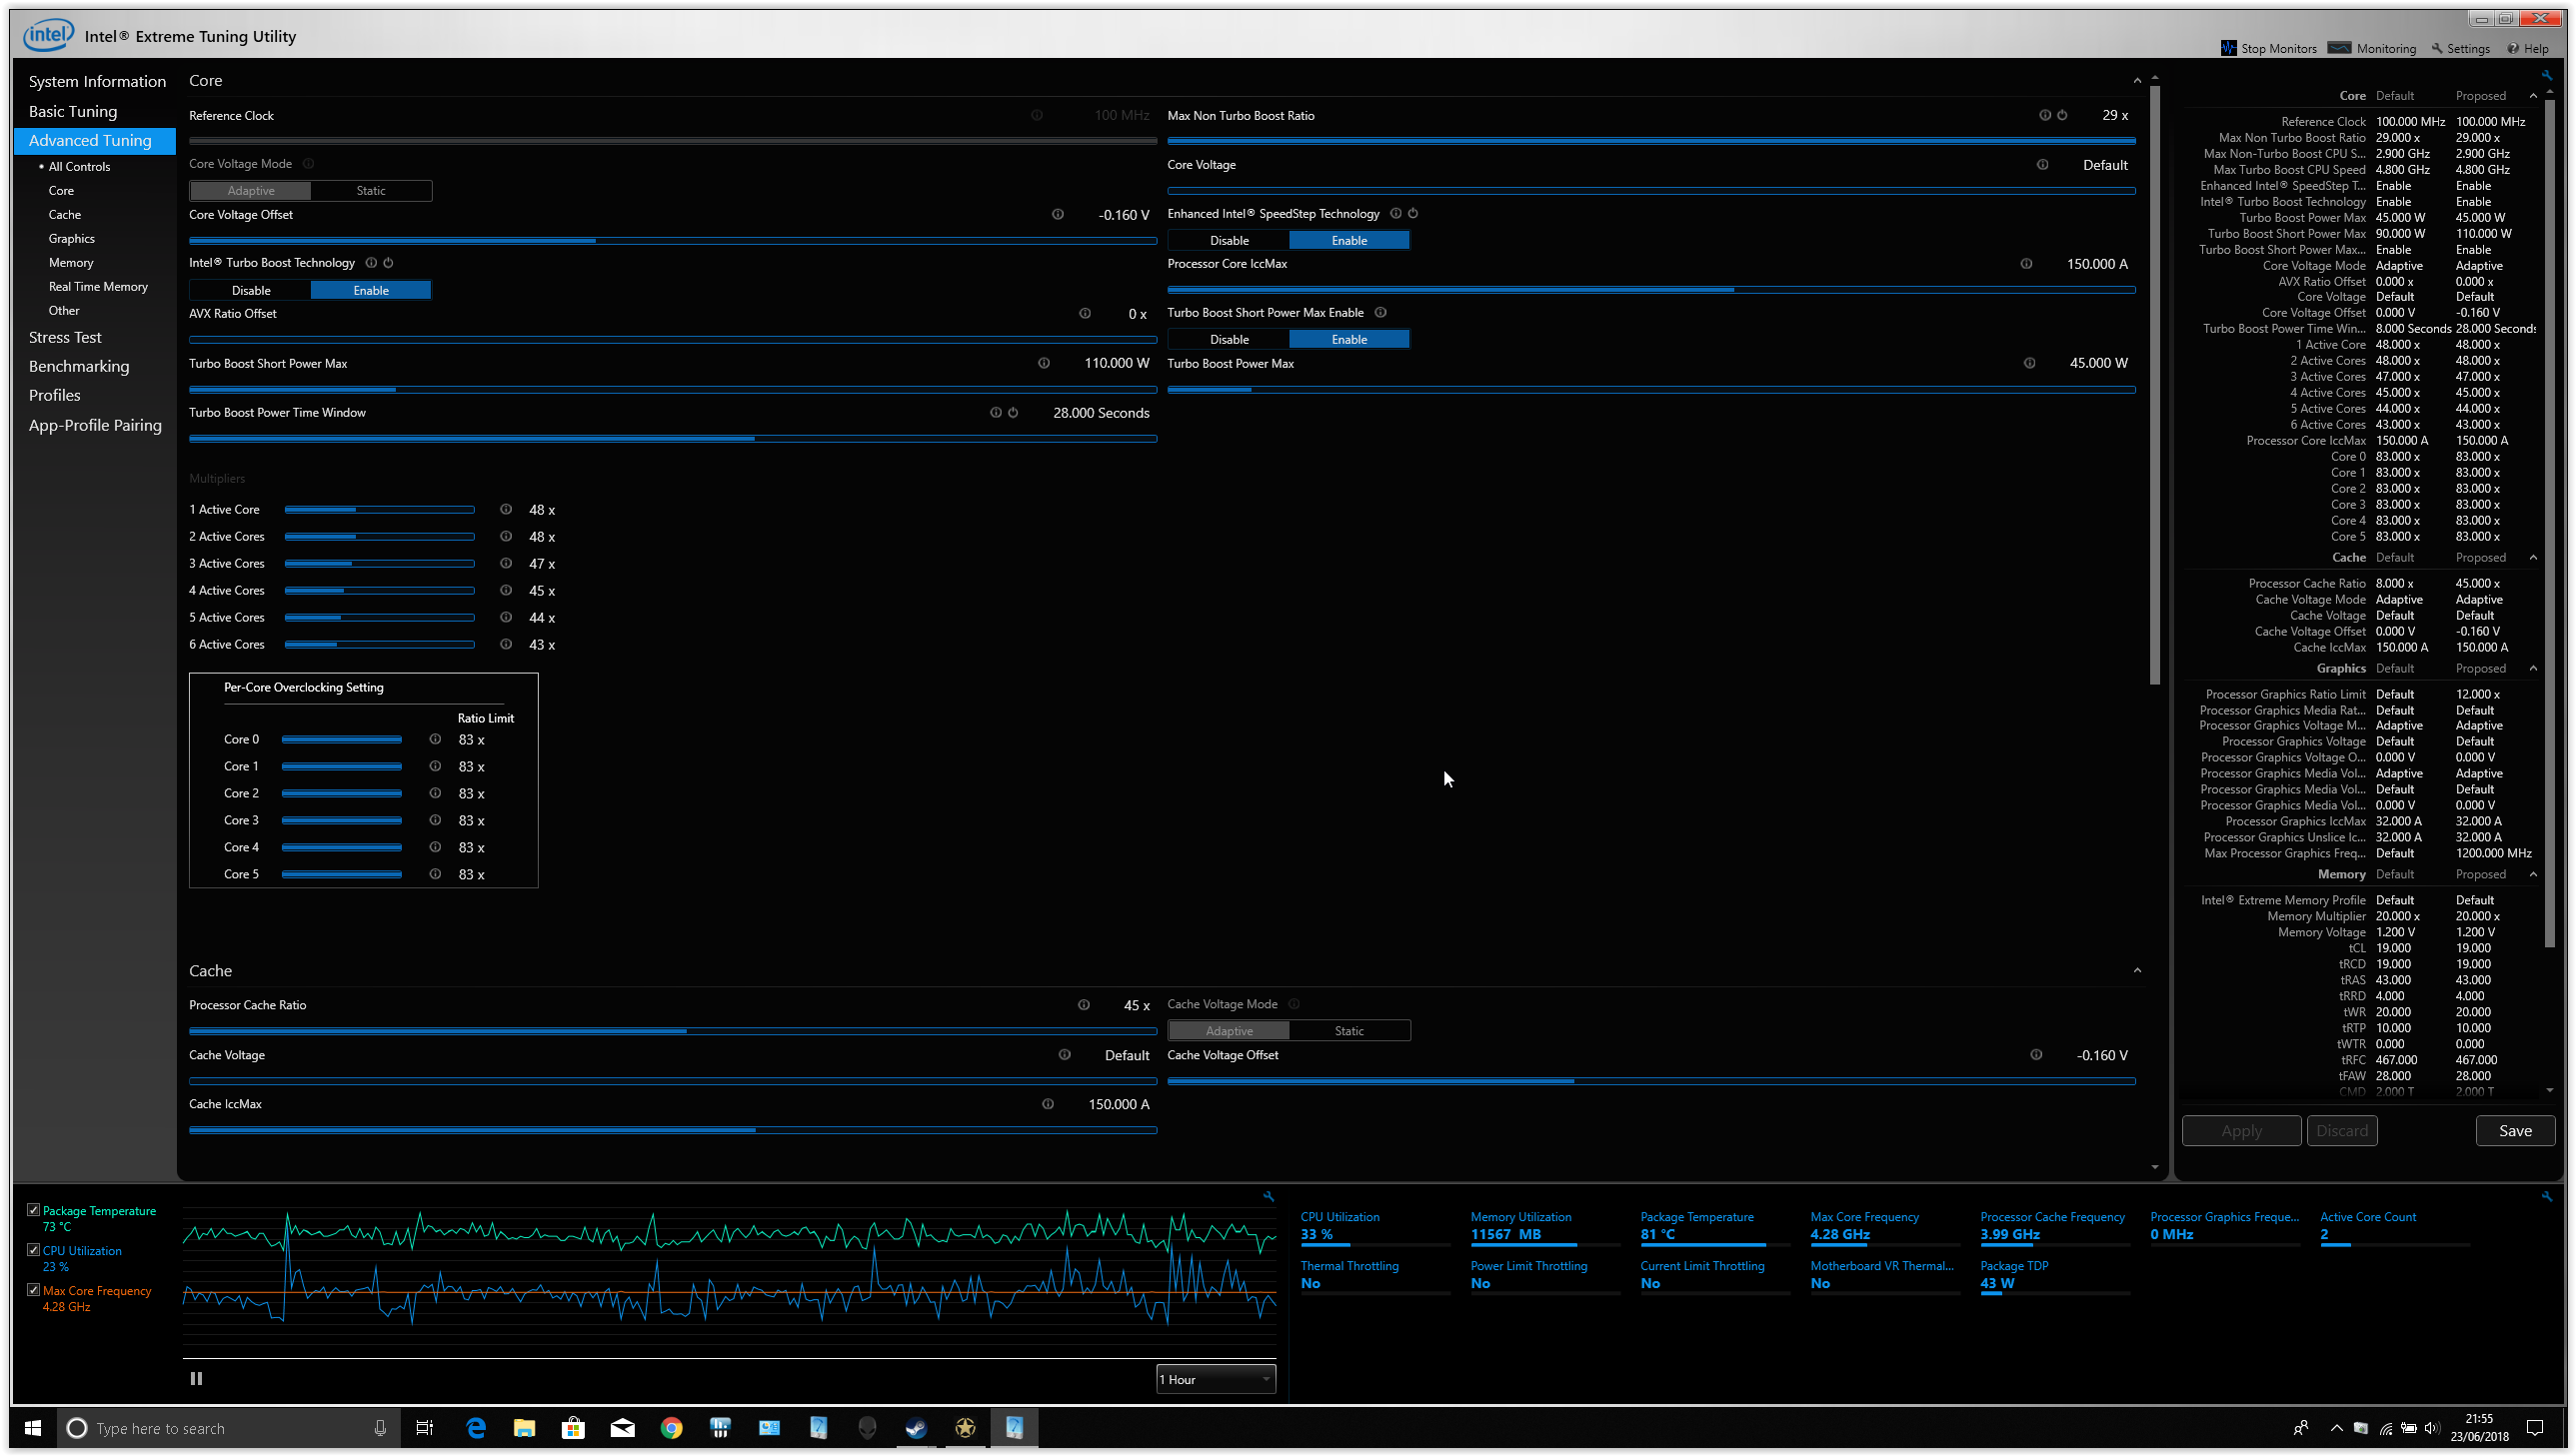 intel Intel® Extreme Tuning Utility
Stop Monitors Monitoring Settings Help
System Information
Basic Tuning
Advanced Tuning
All Controls
Core
Cache
Graphics
Memory
Real Time Memory
Other
Stress Test
Benchmarking
Profiles
App-Profile Pairing
Core
Reference Clock 100 MHz
Max Non Turbo Boost Ratio 29 x
Core Voltage Mode
Adaptive Static
Core Voltage Default
Core Voltage Offset -0.160 V
Enhanced Intel® SpeedStep Technology
Disable Enable
Intel® Turbo Boost Technology
Disable Enable
Processor Core IccMax 150.000 A
AVX Ratio Offset 0 x
Turbo Boost Short Power Max Enable
Disable Enable
Turbo Boost Short Power Max 110.000 W
Turbo Boost Power Max 45.000 W
Turbo Boost Power Time Window 28.000 Seconds
Multipliers
1 Active Core 48 x
2 Active Cores 48 x
3 Active Cores 47 x
4 Active Cores 45 x
5 Active Cores 44 x
6 Active Cores 43 x
Per-Core Overclocking Setting
Ratio Limit
Core 0 83 x
Core 1 83 x
Core 2 83 x
Core 3 83 x
Core 4 83 x
Core 5 83 x
Cache
Processor Cache Ratio 45 x
Cache Voltage Mode
Adaptive Static
Cache Voltage Default
Cache Voltage Offset -0.160 V
Cache IccMax 150.000 A
Core Default Proposed
Reference Clock 100.000 MHz 100.000 MHz
Max Non Turbo Boost Ratio 29.000 x 29.000 x
Max Non-Turbo Boost CPU S... 2.900 GHz 2.900 GHz
Max Turbo Boost CPU Speed 4.800 GHz 4.800 GHz
Enhanced Intel® SpeedStep T... Enable Enable
Intel® Turbo Boost Technology Enable Enable
Turbo Boost Power Max 45.000 W 45.000 W
Turbo Boost Short Power Max 90.000 W 110.000 W
Turbo Boost Short Power Max... Enable Enable
Core Voltage Mode Adaptive Adaptive
AVX Ratio Offset 0.000 x 0.000 x
Core Voltage Default Default
Core Voltage Offset 0.000 V -0.160 V
Turbo Boost Power Time Win... 8.000 Seconds 28.000 Seconds
1 Active Core 48.000 x 48.000 x
2 Active Cores 48.000 x 48.000 x
3 Active Cores 47.000 x 47.000 x
4 Active Cores 45.000 x 45.000 x
5 Active Cores 44.000 x 44.000 x
6 Active Cores 43.000 x 43.000 x
Processor Core IccMax 150.000 A 150.000 A
Core 0 83.000 x 83.000 x
Core 1 83.000 x 83.000 x
Core 2 83.000 x 83.000 x
Core 3 83.000 x 83.000 x
Core 4 83.000 x 83.000 x
Core 5 83.000 x 83.000 x
Cache Default Proposed
Processor Cache Ratio 8.000 x 45.000 x
Cache Voltage Mode Adaptive Adaptive
Cache Voltage Default Default
Cache Voltage Offset 0.000 V -0.160 V
Cache IccMax 150.000 A 150.000 A
Graphics Default Proposed
Processor Graphics Ratio Limit Default 12.000 x
Processor Graphics Media Rat... Default Default
Processor Graphics Voltage M... Adaptive Adaptive
Processor Graphics Voltage Default Default
Processor Graphics Voltage O... 0.000 V 0.000 V
Processor Graphics Media Vol... Adaptive Adaptive
Processor Graphics Media Vol... Default Default
Processor Graphics Media Vol... 0.000 V 0.000 V
Processor Graphics IccMax 32.000 A 32.000 A
Processor Graphics Unslice Ic... 32.000 A 32.000 A
Max Processor Graphics Freq... Default 1200.000 MHz
Memory Default Proposed
Intel® Extreme Memory Profile Default Default
Memory Multiplier 20.000 x 20.000 x
Memory Voltage 1.200 V 1.200 V
tCL 19.000 19.000
tRCD 19.000 19.000
tRAS 43.000 43.000
tRRD 4.000 4.000
tWR 20.000 20.000
tRTP 10.000 10.000
tWTR 0.000 0.000
tRFC 467.000 467.000
tFAW 28.000 28.000
CMD 2.000 T 2.000 T
Apply Discard Save
Package Temperature
73 °C
CPU Utilization
23 %
Max Core Frequency
4.28 GHz
1 Hour
CPU Utilization Memory Utilization Package Temperature Max Core Frequency Processor Cache Frequency Processor Graphics Freque... Active Core Count
33 % 11567 MB 81 °C 4.28 GHz 3.99 GHz 0 MHz 2
Thermal Throttling Power Limit Throttling Current Limit Throttling Motherboard VR Thermal... Package TDP
No No No No 43 W
Type here to search
21:55
23/06/2018